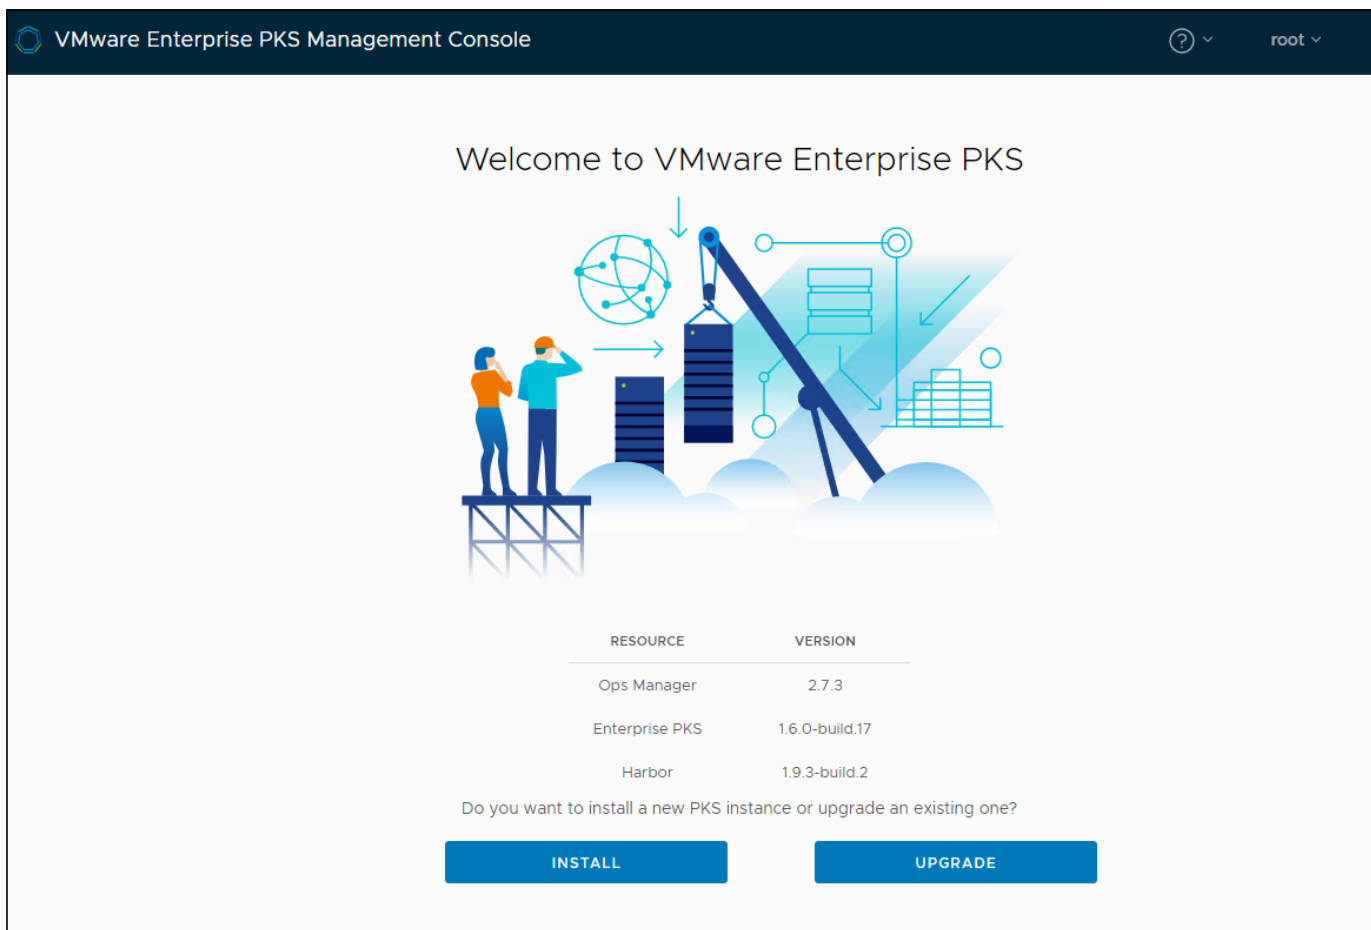 VMware Enterprise PKS Management Console
?
root
Welcome to VMware Enterprise PKS
RESOURCE VERSION
Ops Manager 2.7.3
Enterprise PKS 1.6.0-build.17
Harbor 1.9.3-build.2
Do you want to install a new PKS instance or upgrade an existing one?
INSTALL UPGRADE